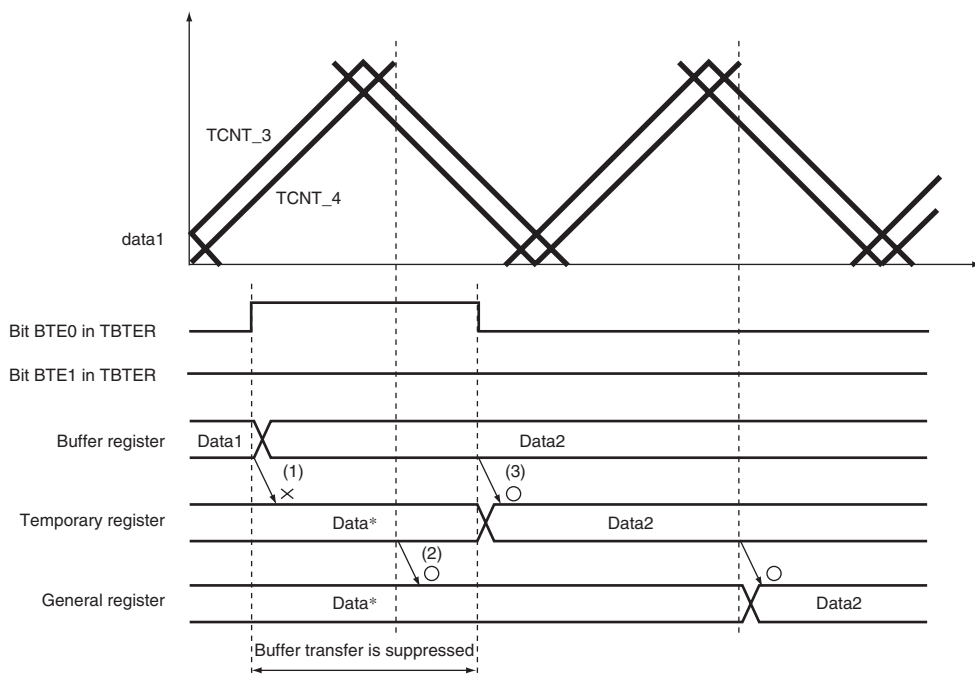 TCNT_3
TCNT_4
data1
Bit BTE0 in TBTER
Bit BTE1 in TBTER
Buffer register
Data1
Data2
(1)
(3)
Temporary register
Data*
Data2
(2)
General register
Data*
Data2
Buffer transfer is suppressed